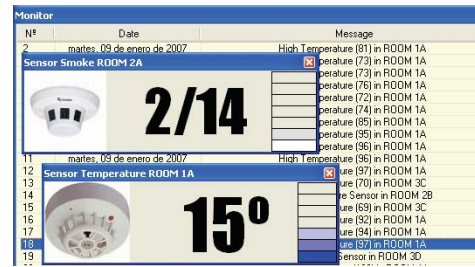 Monitor
Nº Date Message
2 martes, 09 de enero de 2007 High Temperature (81) in ROOM 1A
Sensor Smoke ROOM 2A
perature (73) in ROOM 1A
perature (73) in ROOM 1A
perature (76) in ROOM 1A
perature (72) in ROOM 1A
perature (74) in ROOM 1A
perature (85) in ROOM 1A
perature (95) in ROOM 1A
perature (96) in ROOM 1A
2/14
11 martes, 09 de enero de 2007 High Temperature (96) in ROOM 1A
Sensor Temperature ROOM 1A
12 ure (97) in ROOM 1A
13 ure (70) in ROOM 3C
14 re Sensor in ROOM 2B
15 ure (69) in ROOM 3C
16 ure (92) in ROOM 1A
17 ure (94) in ROOM 1A
18 ure (97) in ROOM 1A
19 Sensor in ROOM 3D
15º